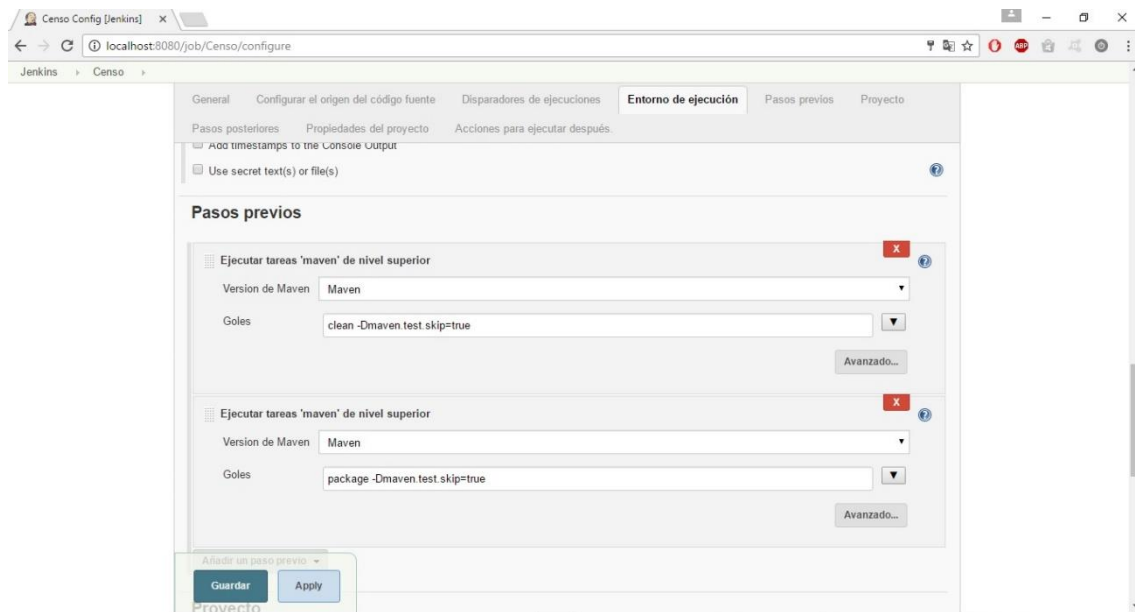 Censo Config [Jenkins]
localhost:8080/job/Censo/configure
Jenkins Censo
General Configurar el origen del código fuente Disparadores de ejecuciones Entorno de ejecución Pasos previos Proyecto
Pasos posteriores Propiedades del proyecto Acciones para ejecutar después.
Add timestamps to the Console Output
Use secret text(s) or file(s)
Pasos previos
X
Ejecutar tareas 'maven' de nivel superior
Version de Maven Maven
Goles clean -Dmaven.test.skip=true
Avanzado...
X
Ejecutar tareas 'maven' de nivel superior
Version de Maven Maven
Goles package -Dmaven.test.skip=true
Avanzado...
Añadir un paso previo
Guardar Apply
Proyecto